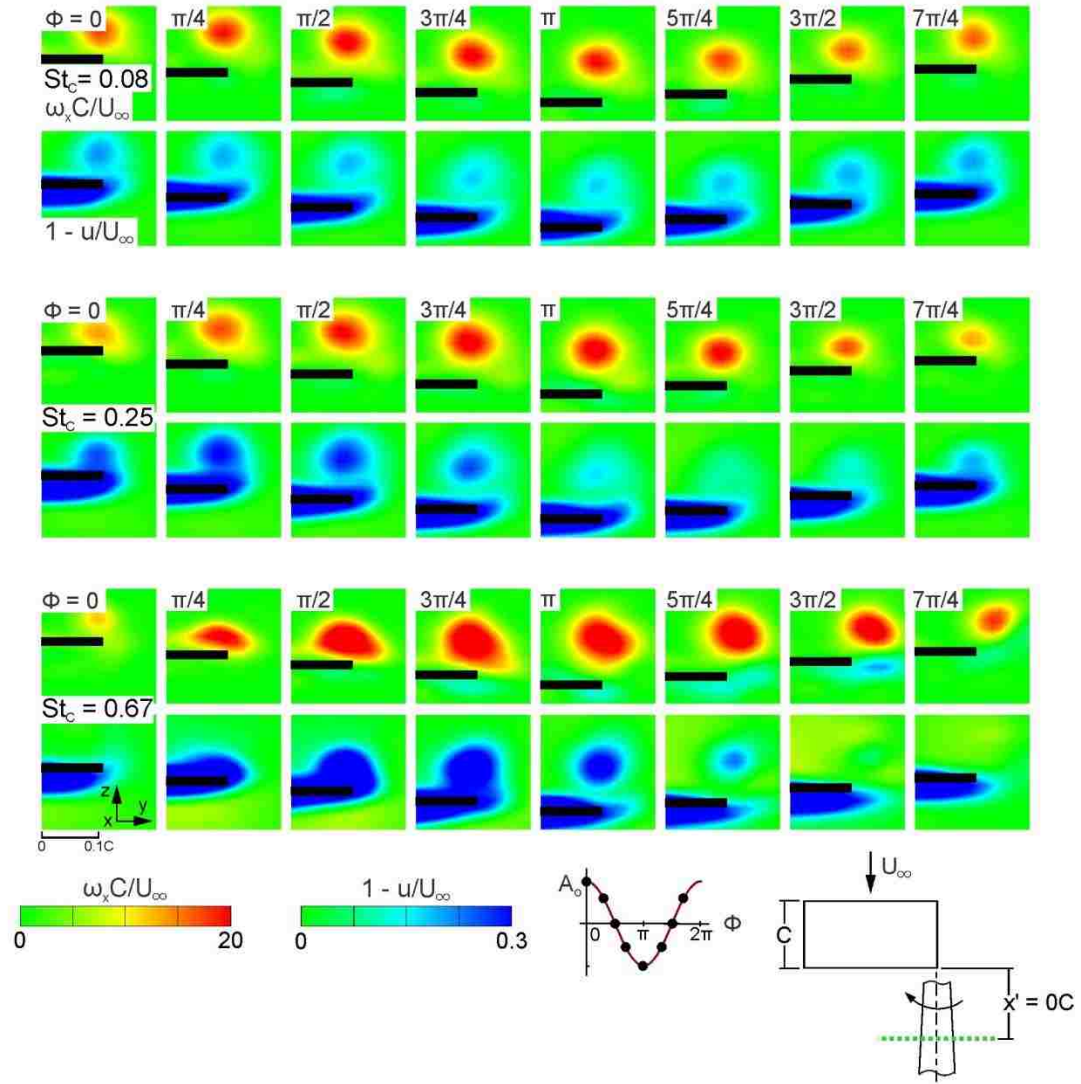 Φ = 0 π/4 π/2 3π/4 π 5π/4 3π/2 7π/4
St_C = 0.08
ω_xC/U_∞
1 - u/U_∞
Φ = 0 π/4 π/2 3π/4 π 5π/4 3π/2 7π/4
St_C = 0.25
Φ = 0 π/4 π/2 3π/4 π 5π/4 3π/2 7π/4
St_C = 0.67
z
y
x
0 0.1C
ω_xC/U_∞
0 20
1 - u/U_∞
0 0.3
A_o
0 π 2π Φ
U_∞
C
x' = 0C